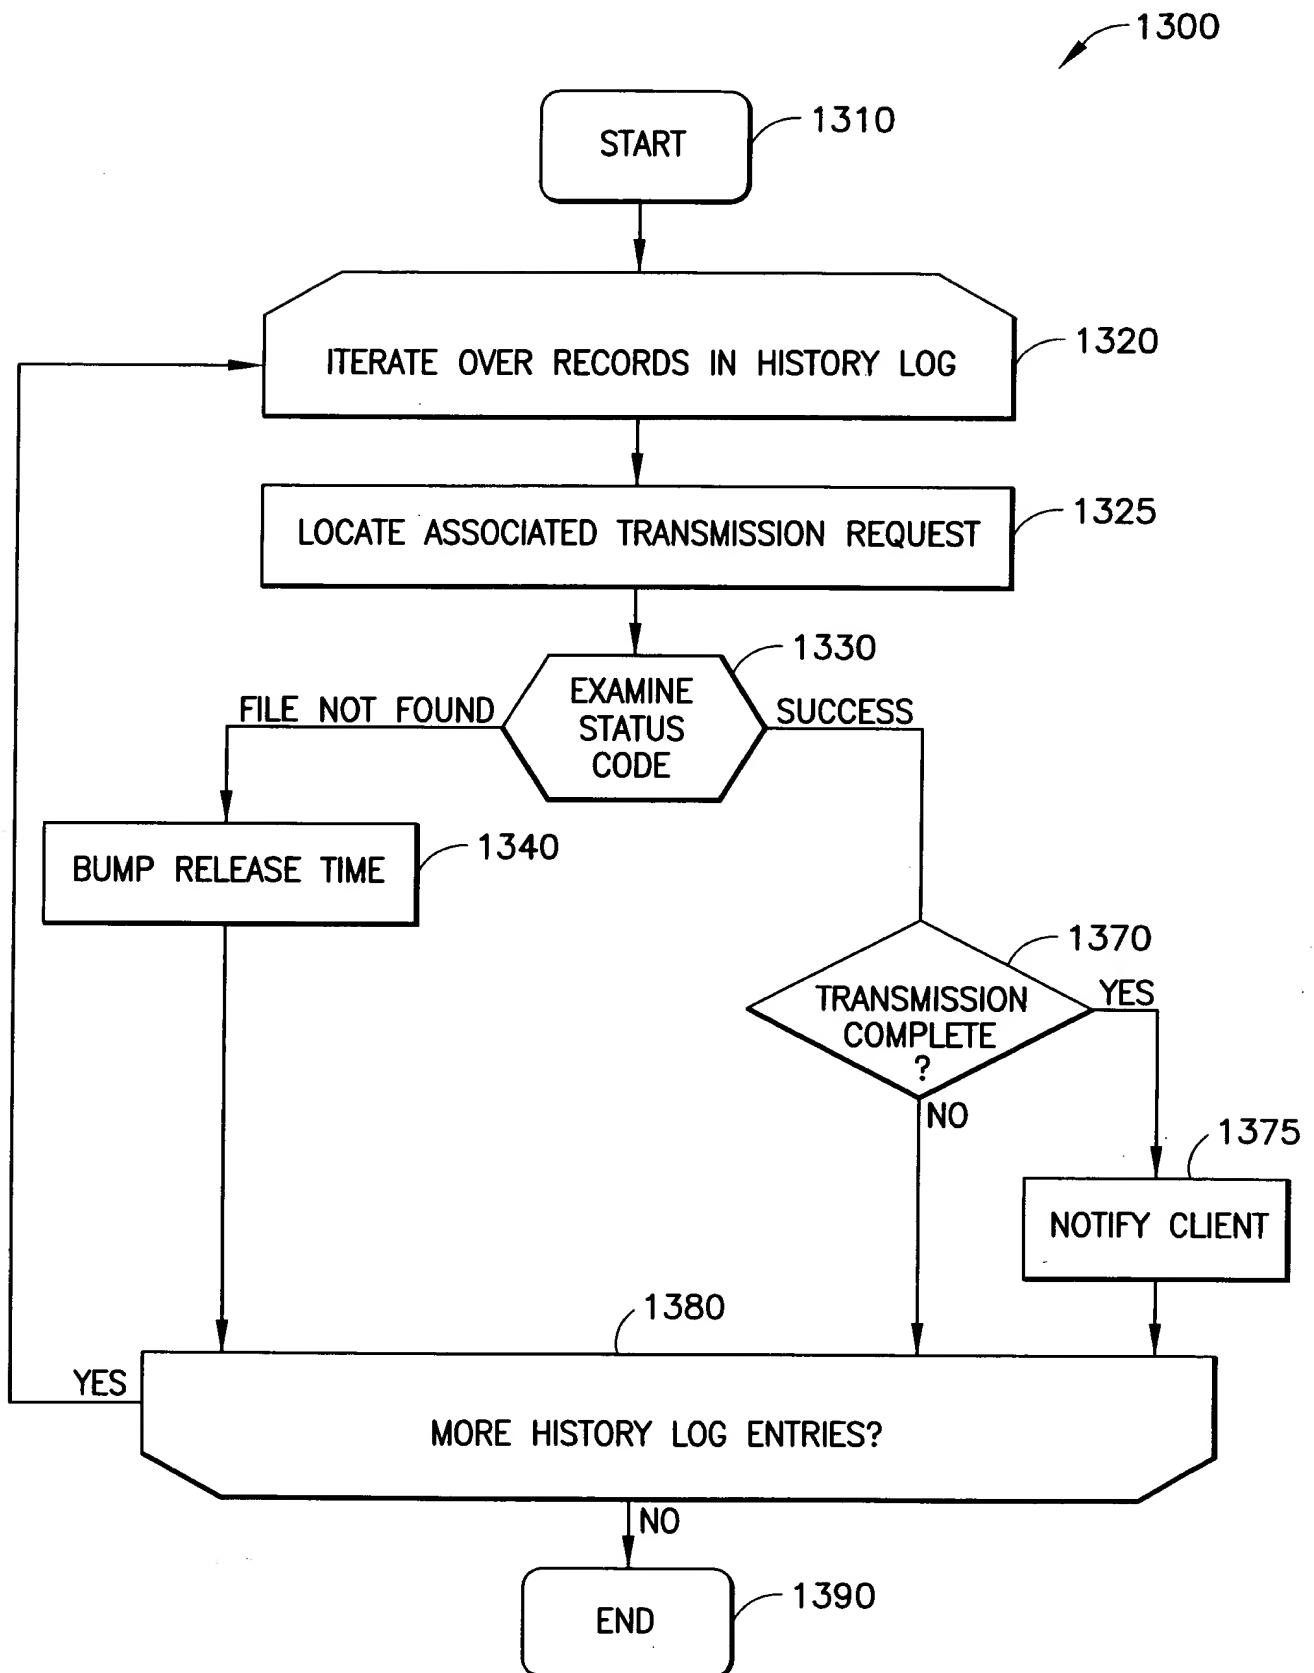 1300
START
1310
ITERATE OVER RECORDS IN HISTORY LOG
1320
LOCATE ASSOCIATED TRANSMISSION REQUEST
1325
EXAMINE
STATUS
CODE
1330
FILE NOT FOUND
SUCCESS
BUMP RELEASE TIME
1340
TRANSMISSION
COMPLETE
?
1370
YES
NO
NOTIFY CLIENT
1375
1380
YES
MORE HISTORY LOG ENTRIES?
NO
END
1390